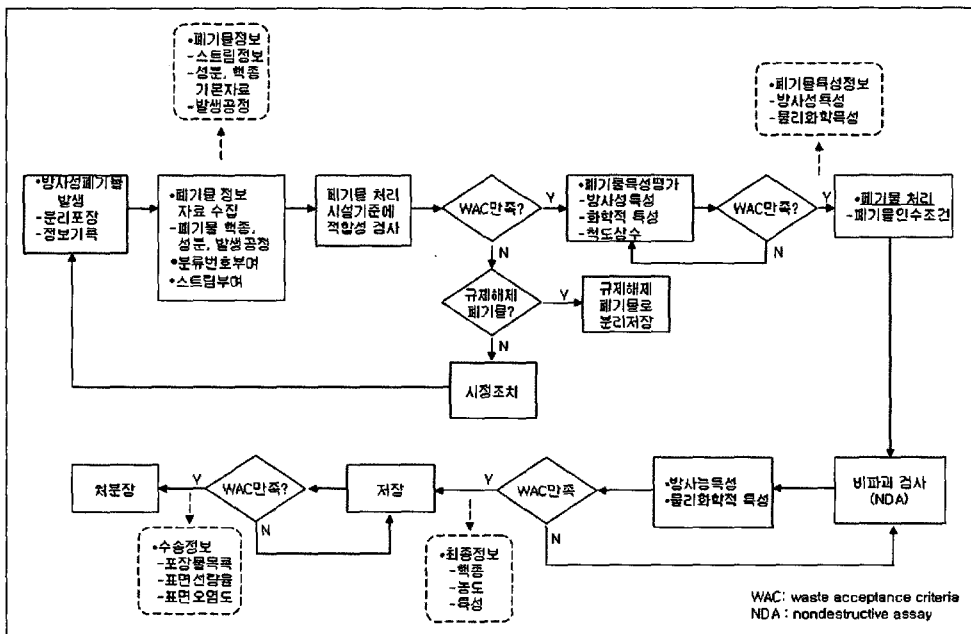 •폐기물정보
-스트림정보
-성분, 핵종
기본자료
-발생공정
•폐기물특성정보
-방사성특성
-물리화학특성
•방사성폐기물
발생
-분리포장
-정보기록
•폐기물 정보
자료 수집
-폐기물 핵종,
성분, 발생공정
•분류번호부여
•스트림부여
폐기물 처리
시설기준에
적합성 검사
WAC만족?
Y
N
•폐기물특성평가
-방사성특성
-화학적 특성
-척도상수
WAC만족?
Y
N
•폐기물 처리
-폐기물인수조건
규제해체
폐기물?
Y
N
규제해제
폐기물로
분리저장
시정조치
처분장
Y
WAC만족?
N
저장
Y
WAC만족
N
•방사능특성
•물리화학적 특성
비파괴 검사
(NDA)
•수송정보
-포장물목록
-표면선량율
-표면오염도
•최종정보
-핵종
-농도
-특성
WAC: waste acceptance criteria
NDA: nondestructive assay